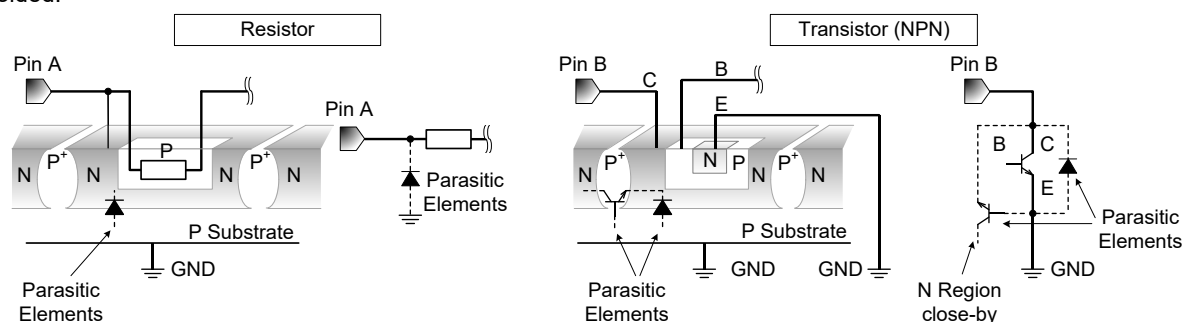 Resistor
Transistor (NPN)
Pin A
Pin A
N
P+
N
P
N
P+
N
Parasitic
Elements
P Substrate
GND
Parasitic
Elements
Pin B
C
B
E
N
P+
N
N
P
P+
N
N
P Substrate
GND
GND
Parasitic
Elements
Pin B
B
C
E
Parasitic
Elements
GND
N Region
close-by